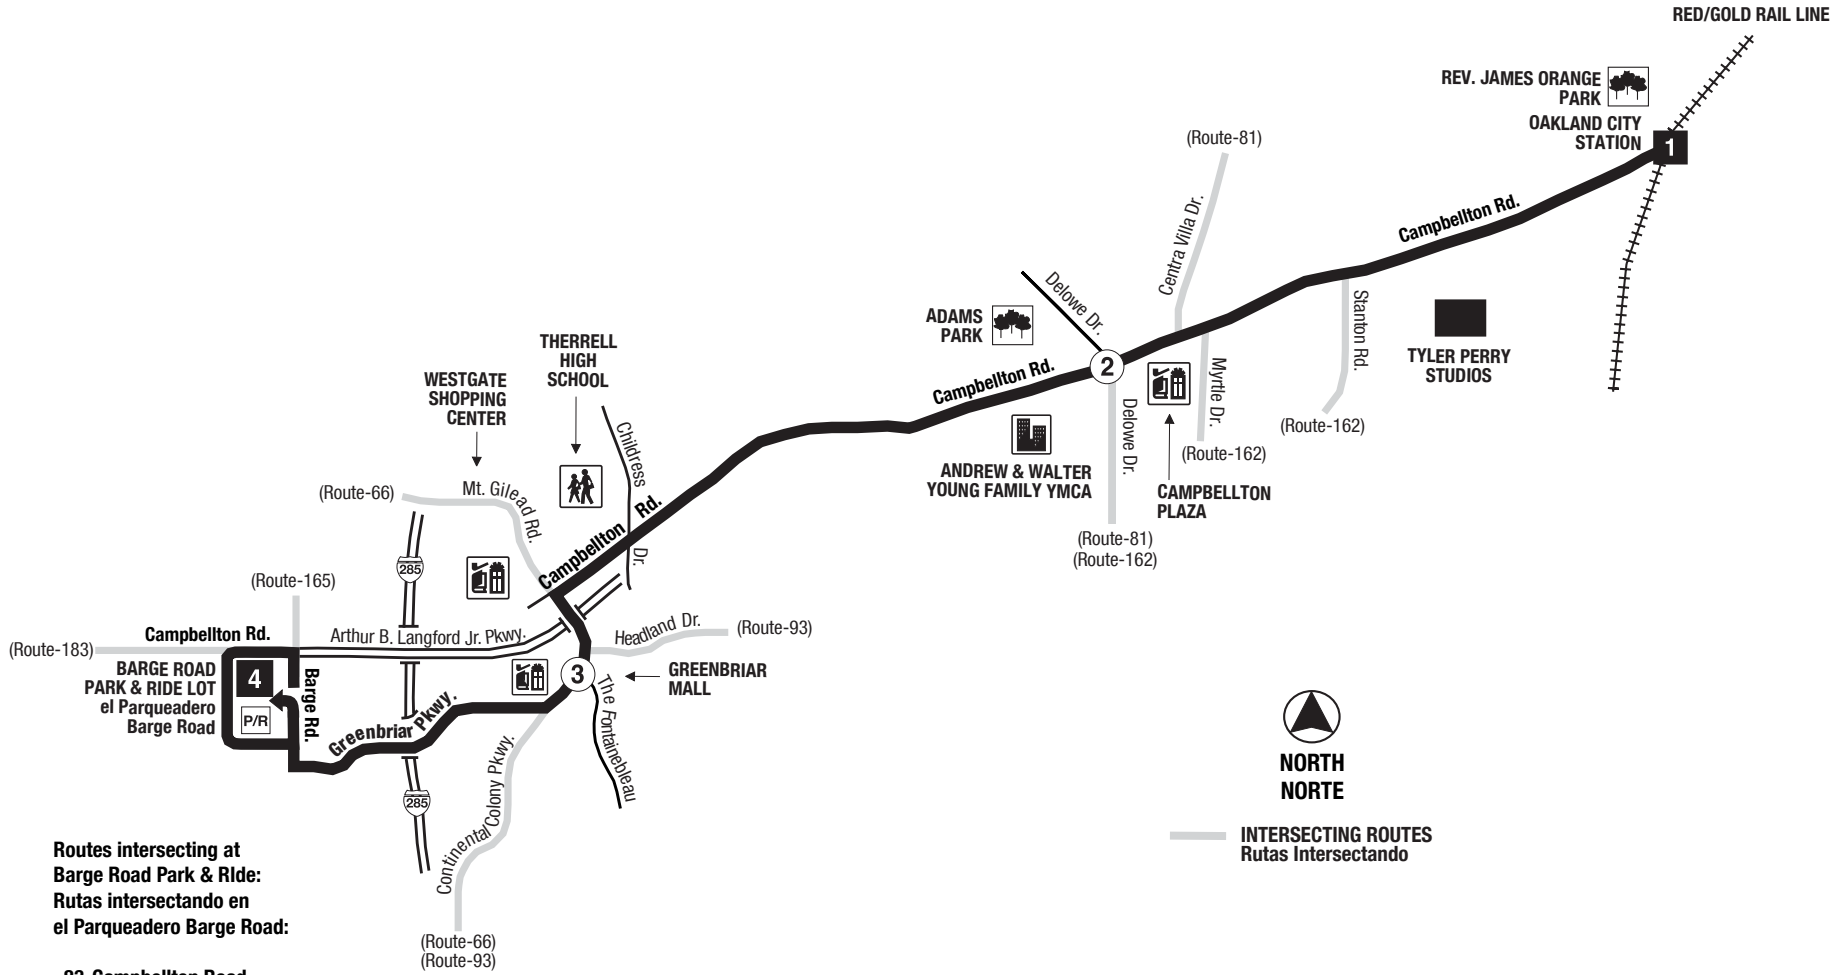 RED/GOLD RAIL LINE
REV. JAMES ORANGE
PARK
OAKLAND CITY
STATION
1
(Route-81)
Centra Villa Dr.
Campbellton Rd.
Delowe Dr.
ADAMS
PARK
2
Campbellton Rd.
Stanton Rd.
TYLER PERRY
STUDIOS
Myrtle Dr.
(Route-162)
(Route-162)
Delowe Dr.
ANDREW & WALTER
YOUNG FAMILY YMCA
CAMPBELLTON
PLAZA
(Route-81)
(Route-162)
THERRELL
HIGH
SCHOOL
WESTGATE
SHOPPING
CENTER
Childress Dr.
(Route-66)
Mt. Gilead Rd.
Campbellton Rd.
285
(Route-165)
Campbellton Rd.
Arthur B. Langford Jr. Pkwy.
Headland Dr.
(Route-93)
(Route-183)
BARGE ROAD
PARK & RIDE LOT
el Parqueadero
Barge Road
4
P/R
Barge Rd.
3
GREENBRIAR
MALL
Greenbriar Pkwy.
The Fontainebleau
285
Continental Colony Pkwy.
(Route-66)
(Route-93)
NORTH
NORTE
INTERSECTING ROUTES
Rutas Intersectando
Routes intersecting at
Barge Road Park & RIde:
Rutas intersectando en
el Parqueadero Barge Road:
83-Campbellton Road